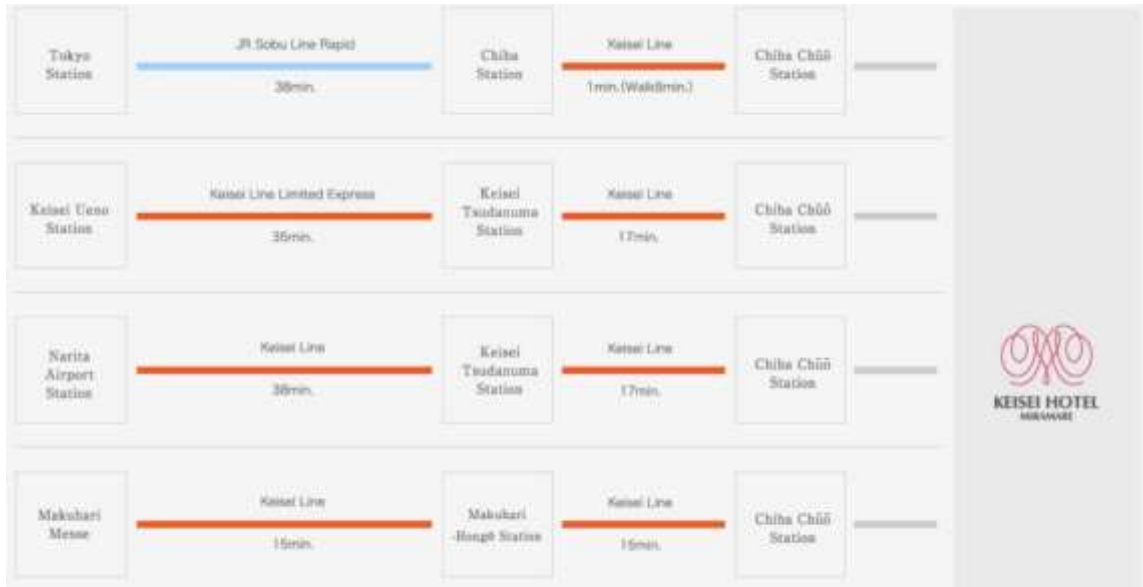 Tokyo
Station
JR Sobu Line Rapid
38min.
Chiba
Station
Keisei Line
1min.(Walk8min.)
Chiba Chūō
Station
Keisei Ueno
Station
Keisei Line Limited Express
35min.
Keisei
Tsudanuma
Station
Keisei Line
17min.
Chiba Chūō
Station
Narita
Airport
Station
Keisei Line
38min.
Keisei
Tsudanuma
Station
Keisei Line
17min.
Chiba Chūō
Station
KEISEI HOTEL
MIRAMARE
Makuhari
Messe
Keisei Line
15min.
Makuhari
-Hongō Station
Keisei Line
15min.
Chiba Chūō
Station